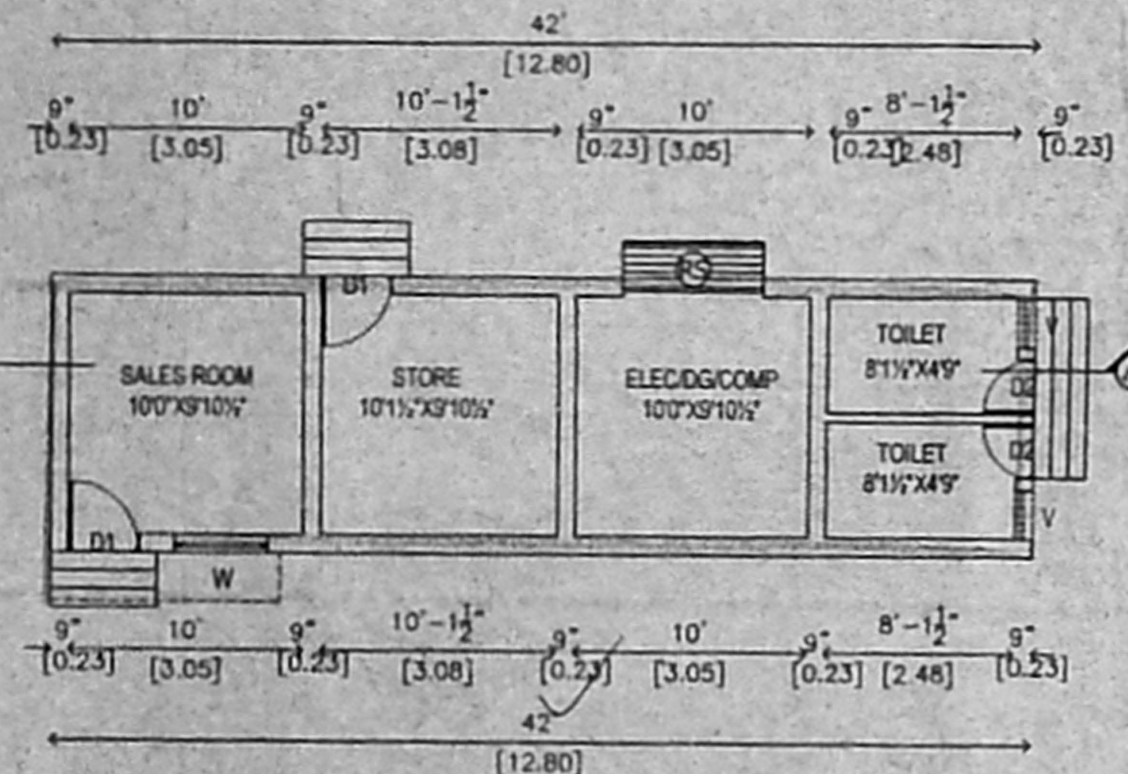 42'
[12.80]
9" 10' 9" 10'-1½" 9" 10' 9" 8'-1½" 9"
[0.23] [3.05] [0.23] [3.08] [0.23] [3.05] [0.23] [2.48] [0.23]
RS
D1
TOILET
8'1½"X4'9"
SALES ROOM STORE ELEC/DG/COMP
10'0"X9'10½" 10'1½"X9'10½" 10'0"X9'10½"
D2
D2
TOILET
8'1½"X4'9"
V
D1
W
9" 10' 9" 10'-1½" 9" 10' 9" 8'-1½" 9"
[0.23] [3.05] [0.23] [3.08] [0.23] [3.05] [0.23] [2.48] [0.23]
42'
[12.80]